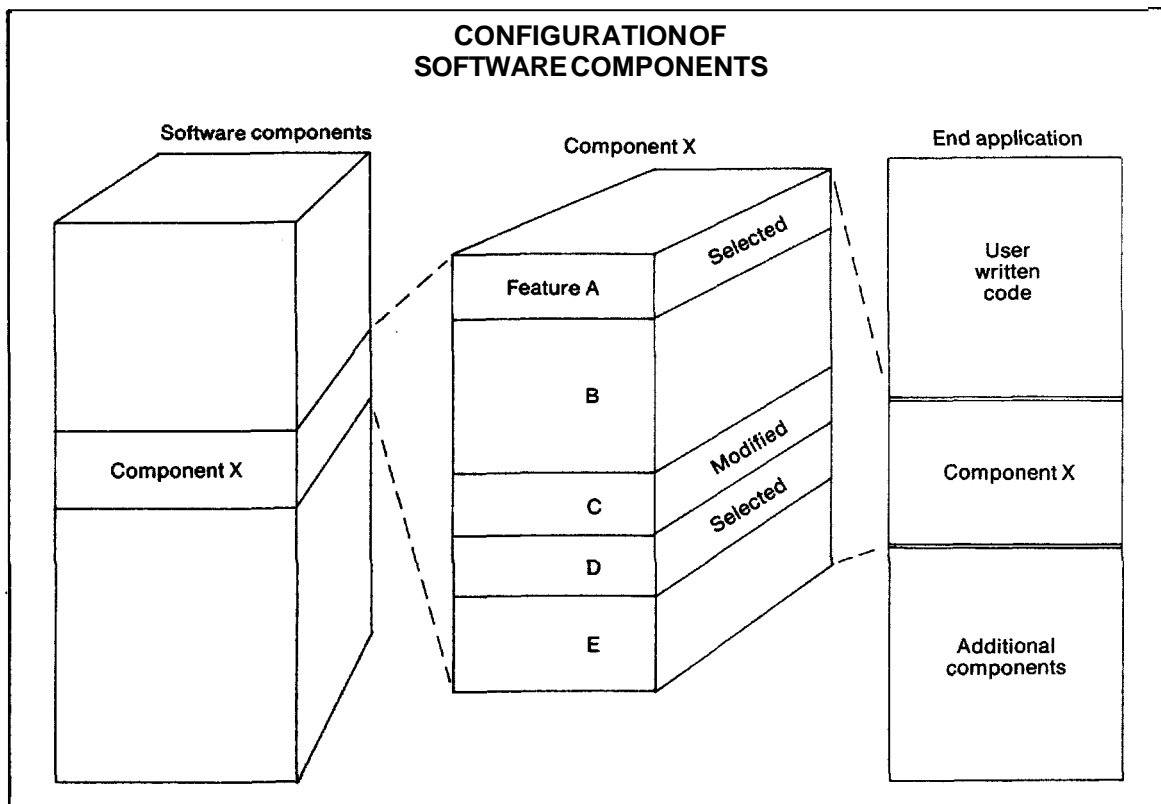 CONFIGURATIONOF
SOFTWARECOMPONENTS
Software components
Component X
Component X
Feature A
Selected
B
C
Modified
D
Selected
E
End application
User
written
code
Component X
Additional
components